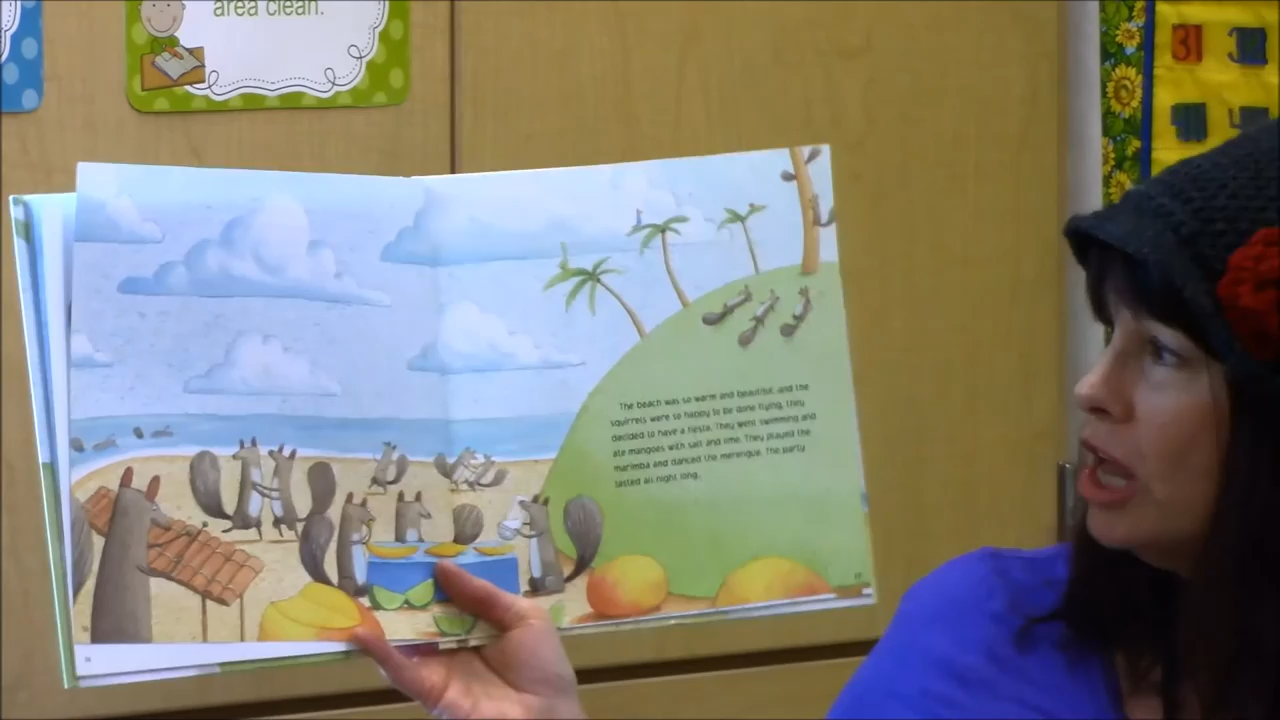 area clean.
31
The beach was so warm and beautiful, and the
squirrels were so happy to be done flying, they
decided to have a fiesta. They went swimming and
ate mangoes with salt and lime. They played the
marimba and danced the merengue. The party
lasted all night long.